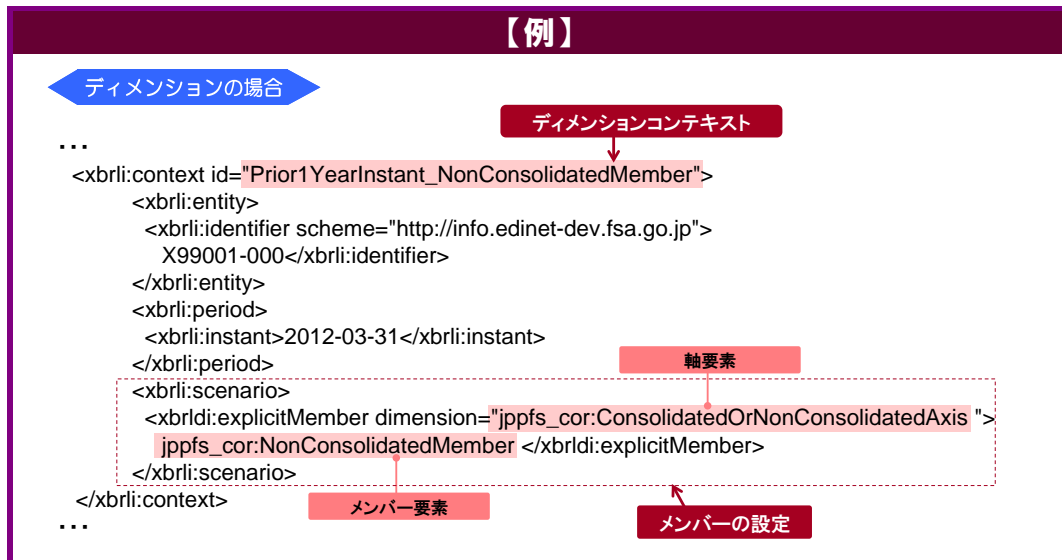 【例】
ディメンションの場合
ディメンションコンテキスト
...
<xbrli:context id="Prior1YearInstant_NonConsolidatedMember">
<xbrli:entity>
<xbrli:identifier scheme="http://info.edinet-dev.fsa.go.jp">
X99001-000</xbrli:identifier>
</xbrli:entity>
<xbrli:period>
<xbrli:instant>2012-03-31</xbrli:instant>
</xbrli:period>
軸要素
<xbrli:scenario>
<xbrldi:explicitMember dimension="jppfs_cor:ConsolidatedOrNonConsolidatedAxis ">
jppfs_cor:NonConsolidatedMember </xbrldi:explicitMember>
</xbrli:scenario>
</xbrli:context>
メンバー要素
メンバーの設定
...